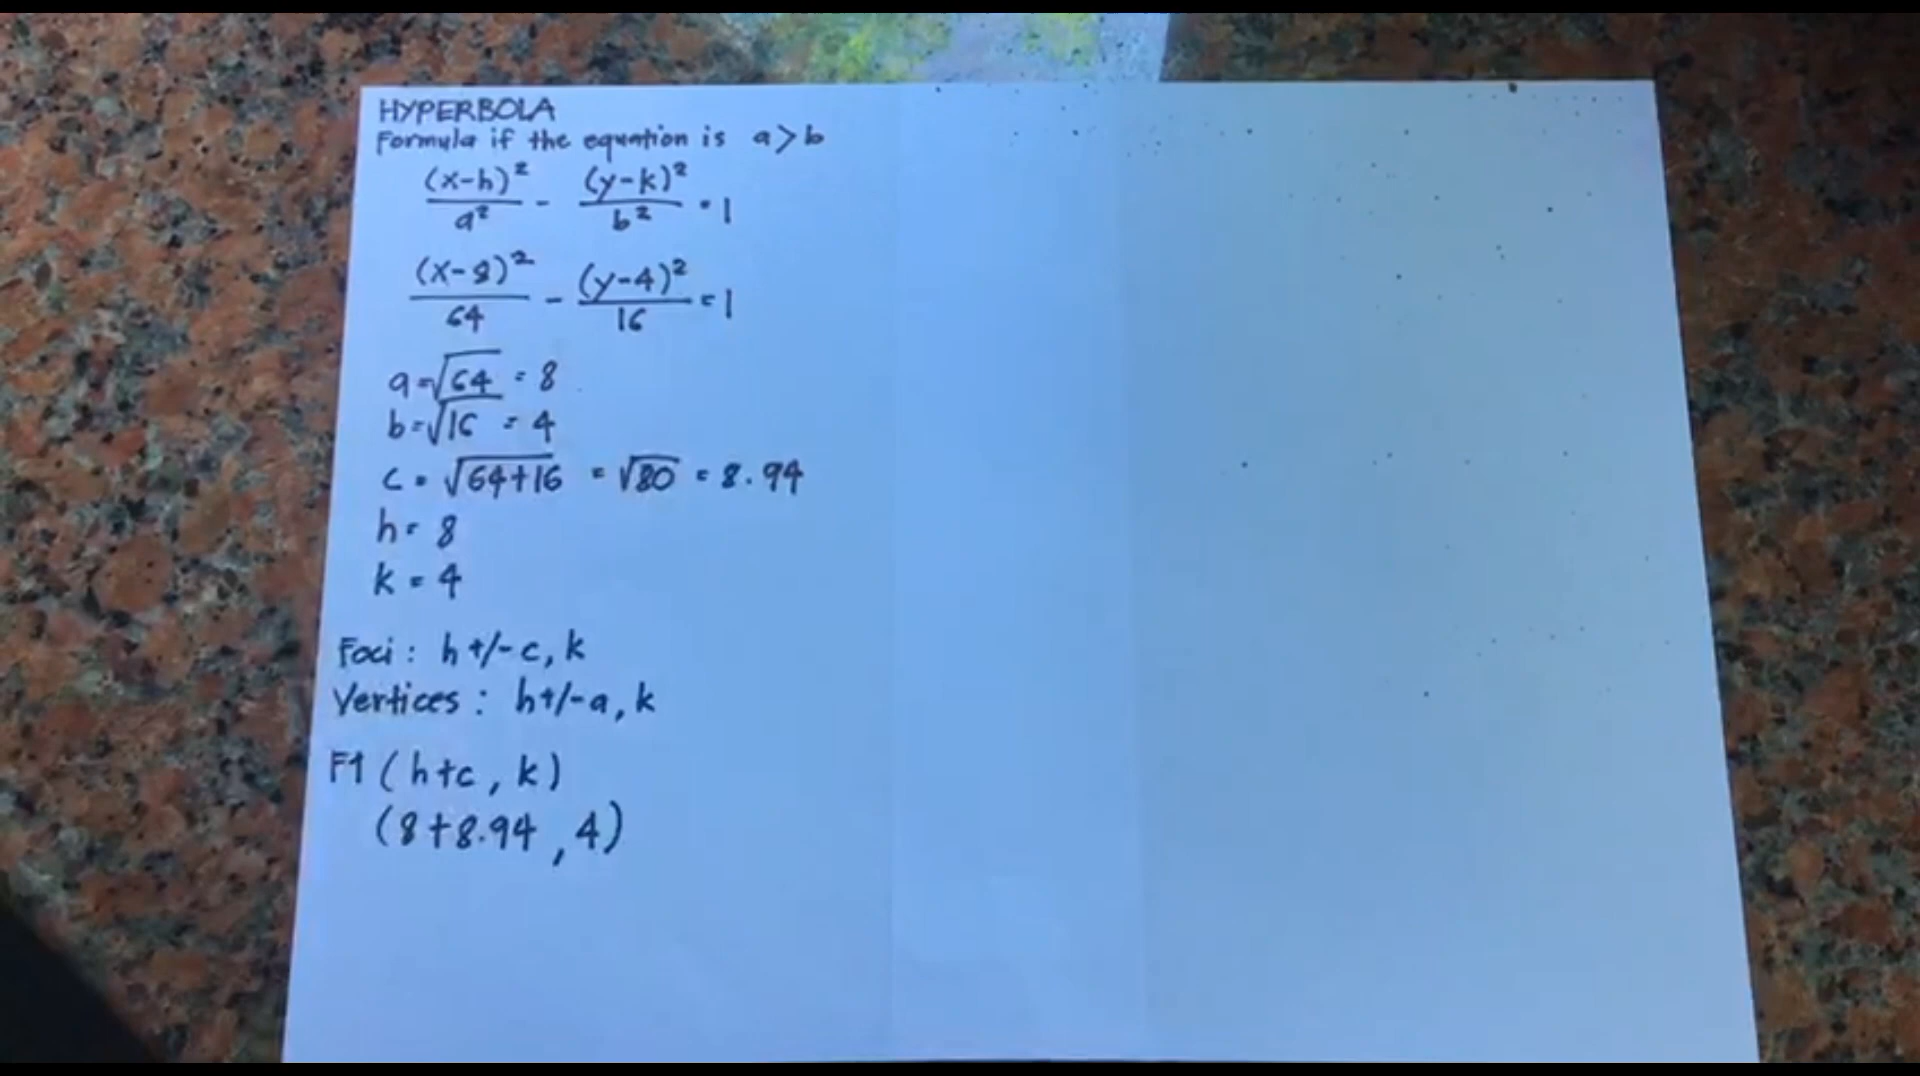 HYPERBOLA
Formula if the equation is a>b
(x-h)²/a² - (y-k)²/b² = 1
(x-8)²/64 - (y-4)²/16 = 1
a=√64 = 8
b=√16 = 4
c = √64+16 = √80 = 8.94
h= 8
k = 4
Foci: h+/-c, k
Vertices: h+/-a, k
F1 (h+c, k)
(8+8.94, 4)